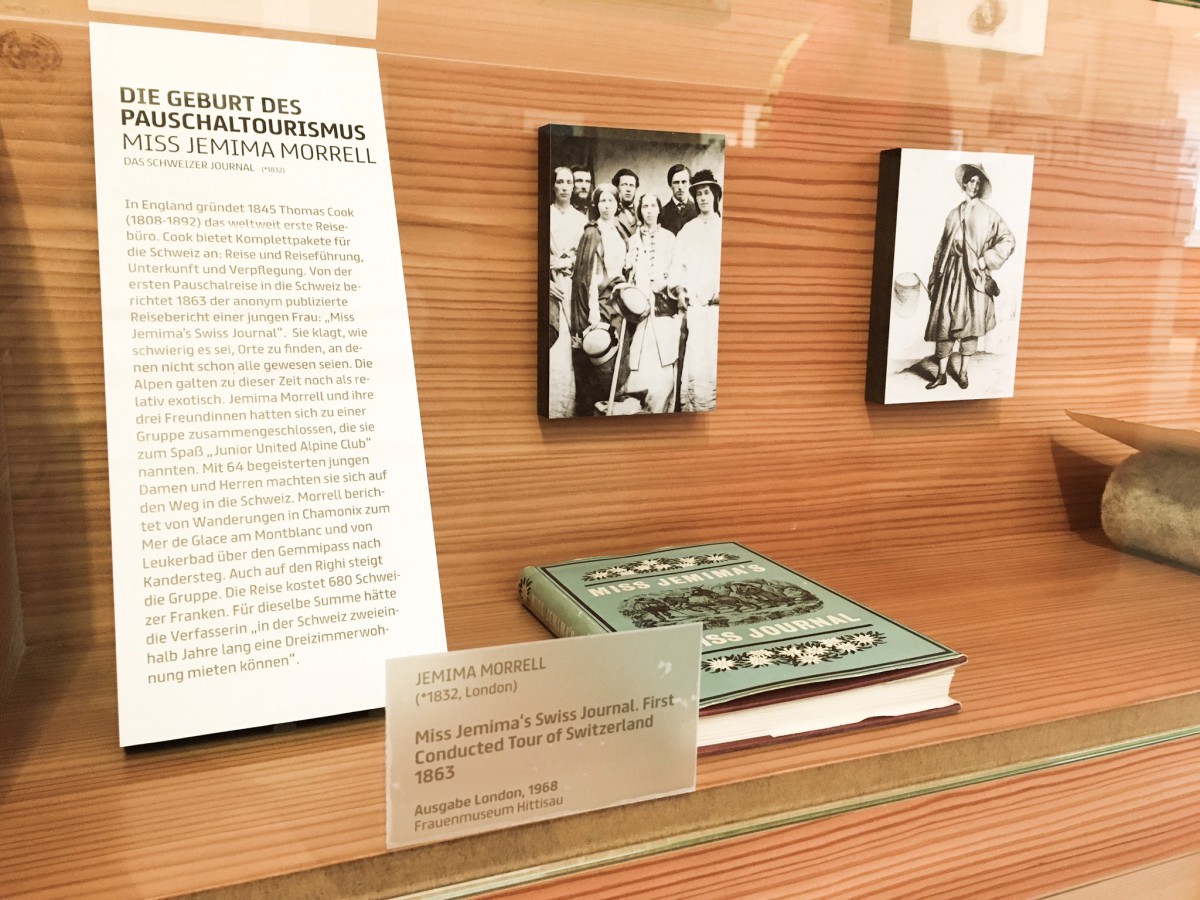 DIE GEBURT DES
PAUSCHALTOURISMUS
MISS JEMIMA MORRELL
DAS SCHWEIZER JOURNAL (*1832)
In England gründet 1845 Thomas Cook
(1808-1892) das weltweit erste Reise-
büro. Cook bietet Komplettpakete für
die Schweiz an: Reise und Reiseführung,
Unterkunft und Verpflegung. Von der
ersten Pauschalreise in die Schweiz be-
richtet 1863 der anonym publizierte
Reisebericht einer jungen Frau: „Miss
Jemima's Swiss Journal". Sie klagt, wie
schwierig es sei, Orte zu finden, an de-
nen nicht schon alle gewesen seien. Die
Alpen galten zu dieser Zeit noch als re-
lativ exotisch. Jemima Morrell und ihre
drei Freundinnen hatten sich zu einer
Gruppe zusammengeschlossen, die sie
zum Spaß „Junior United Alpine Club"
nannten. Mit 64 begeisterten jungen
Damen und Herren machten sie sich auf
den Weg in die Schweiz. Morrell berich-
tet von Wanderungen in Chamonix zum
Mer de Glace am Montblanc und von
Leukerbad über den Gemmipass nach
Kandersteg. Auch auf den Righi steigt
die Gruppe. Die Reise kostet 680 Schwei-
zer Franken. Für dieselbe Summe hätte
die Verfasserin „in der Schweiz zweiein-
halb Jahre lang eine Dreizimmerwoh-
nung mieten können".
MISS JEMIMA'S
ISS JOURNAL
JEMIMA MORRELL
(*1832, London)
Miss Jemima's Swiss Journal. First
Conducted Tour of Switzerland
1863
Ausgabe London, 1968
Frauenmuseum Hittisau